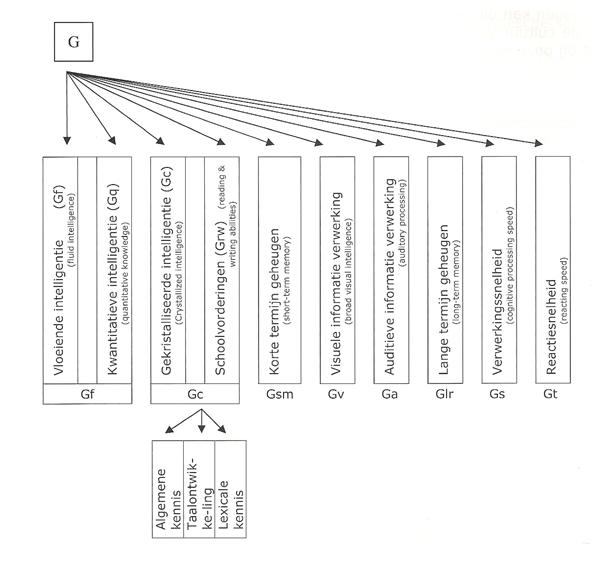 G
Vloeiende intelligentie (Gf)
(fluid intelligence)
Kwantitatieve intelligentie (Gq)
(quantitative knowledge)
Gekristalliseerde intelligentie (Gc)
(Crystallized intelligence)
Schoolvorderingen (Grw) (reading &
writing abilities)
Korte termijn geheugen
(short-term memory)
Visuele informatie verwerking
(broad visual intelligence)
Auditieve informatie verwerking
(auditory processing)
Lange termijn geheugen
(long-term memory)
Verwerkingssnelheid
(cognitive processing speed)
Reactiesnelheid
(reacting speed)
Gf
Gc
Gsm
Gv
Ga
Glr
Gs
Gt
Algemene
kennis
Taalontwik-
ke-ling
Lexicale
kennis